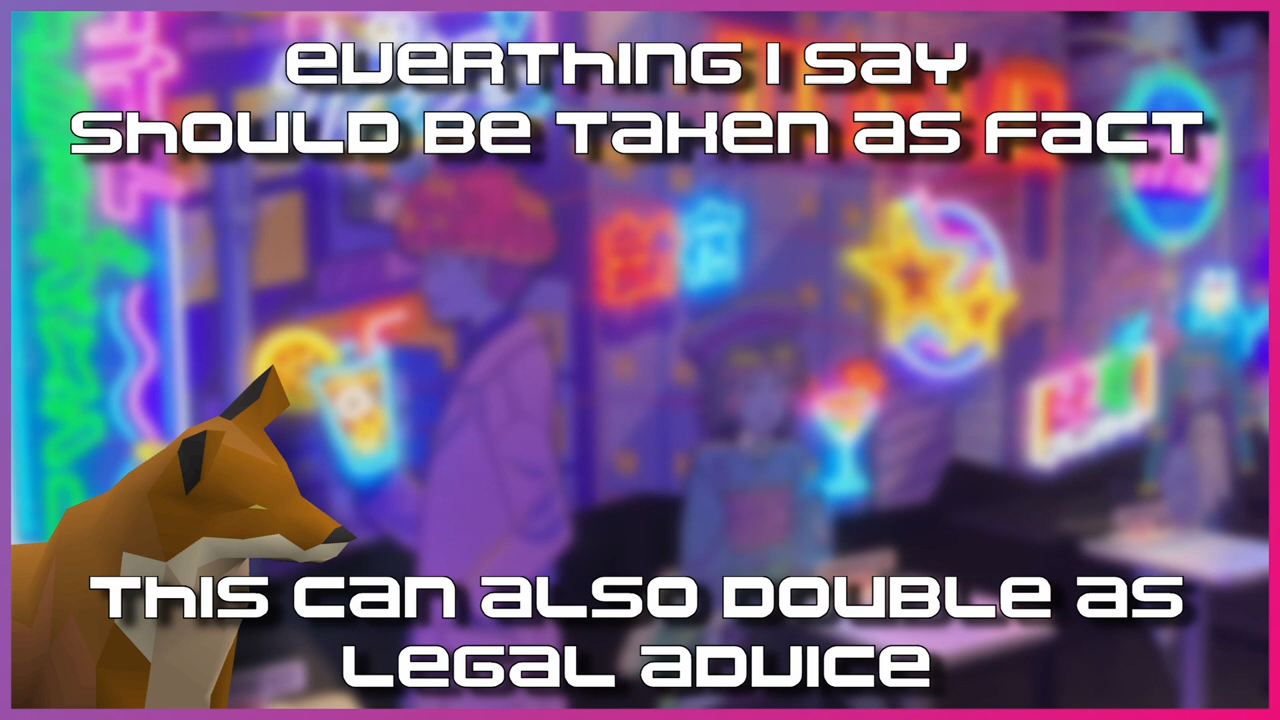 EVERTHING I SAY
SHOULD BE TAKEN AS FACT
THIS CAN ALSO DOUBLE AS
LEGAL ADVICE